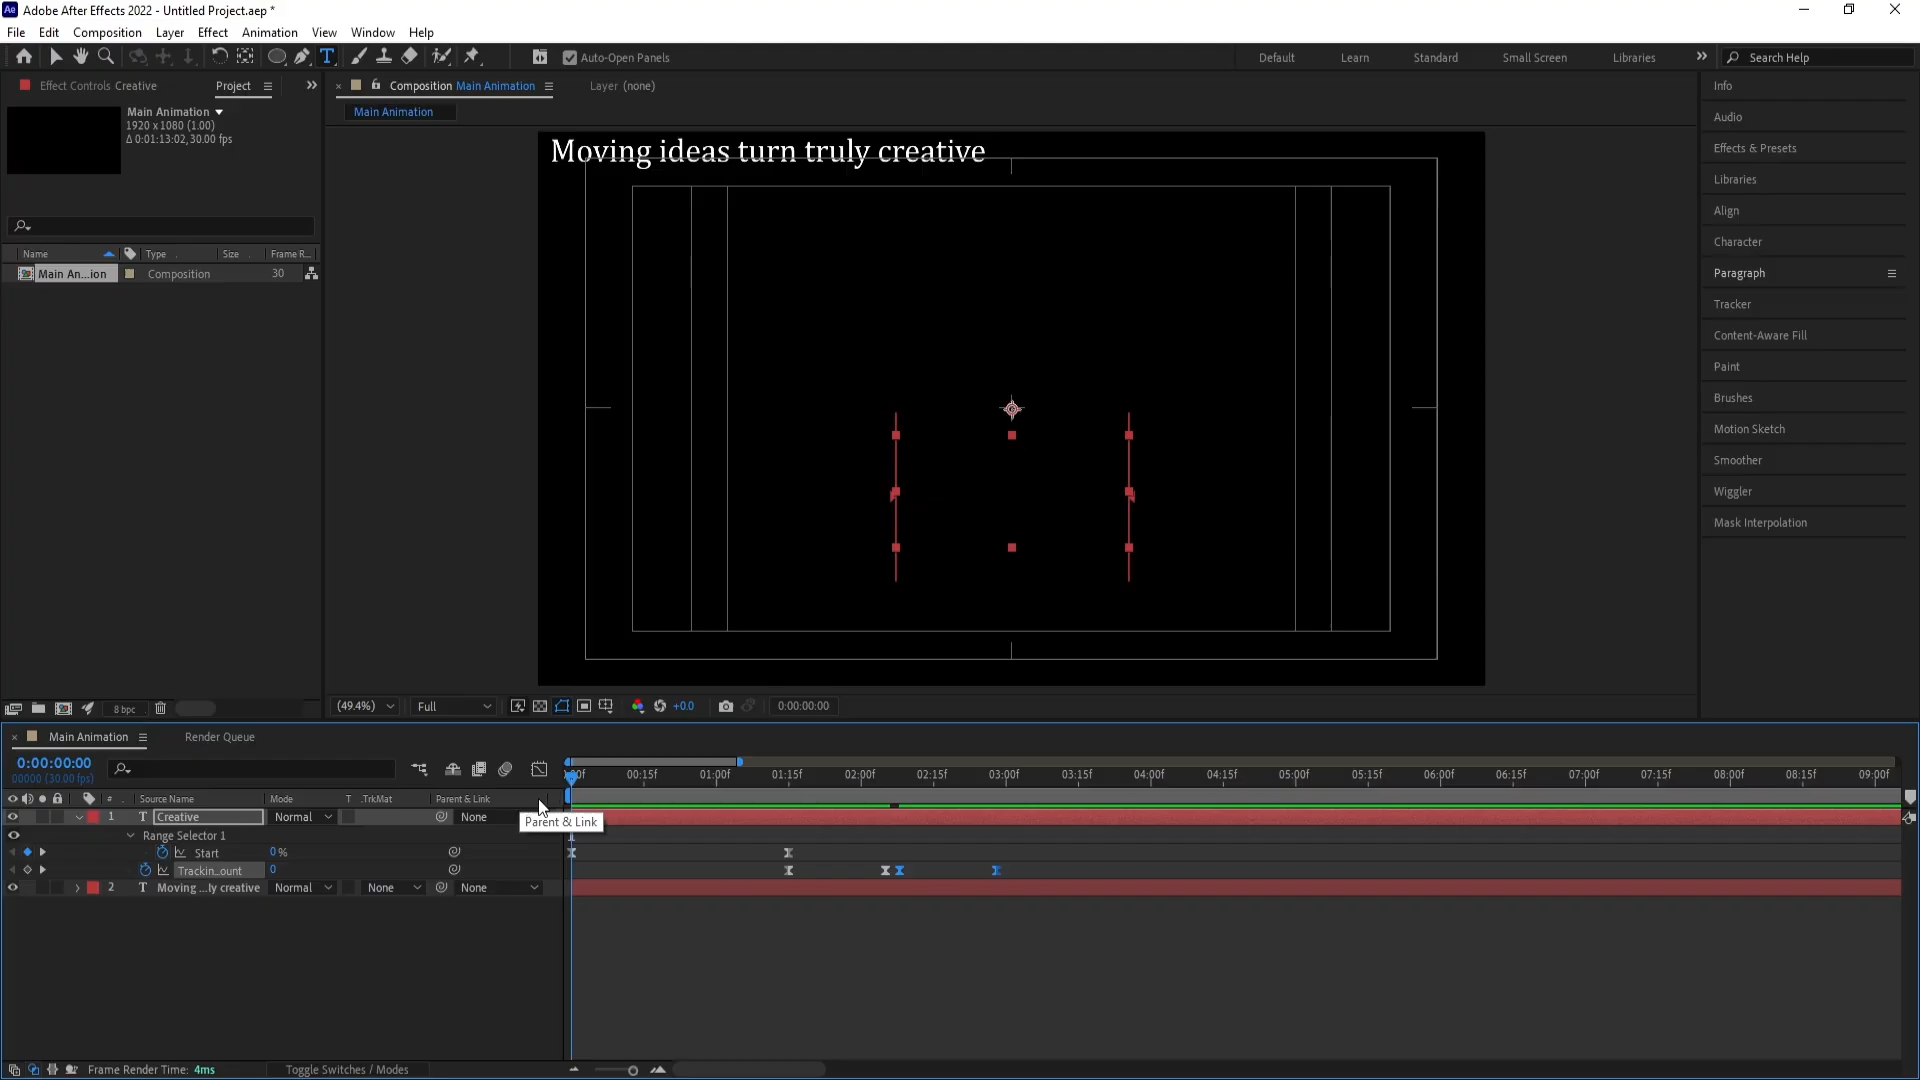 Ae Adobe After Effects 2022 - Untitled Project.aep *
File Edit Composition Layer Effect Animation View Window Help
T Auto-Open Panels Default Learn Standard Small Screen Libraries Search Help
Effect Controls Creative Project
Composition Main Animation Layer (none)
Main Animation
Main Animation
1920 x 1080 (1.00)
Δ 0:01:13:02, 30.00 fps
Moving ideas turn truly creative
Name Type Size Frame R...
Main An...ion Composition 30
Info
Audio
Effects & Presets
Libraries
Align
Character
Paragraph
Tracker
Content-Aware Fill
Paint
Brushes
Motion Sketch
Smoother
Wiggler
Mask Interpolation
8 bpc
(49.4%) Full +0.0 0:00:00:00
Main Animation Render Queue
0:00:00:00
00000 (30.00 fps)
:00f 00:15f 01:00f 01:15f 02:00f 02:15f 03:00f 03:15f 04:00f 04:15f 05:00f 05:15f 06:00f 06:15f 07:00f 07:15f 08:00f 08:15f 09:00f
# Source Name Mode T .TrkMat Parent & Link
1 T Creative Normal None
Parent & Link
Range Selector 1
Start 0%
Trackin...ount 0
2 T Moving ...ly creative Normal None None
Frame Render Time: 4ms Toggle Switches / Modes